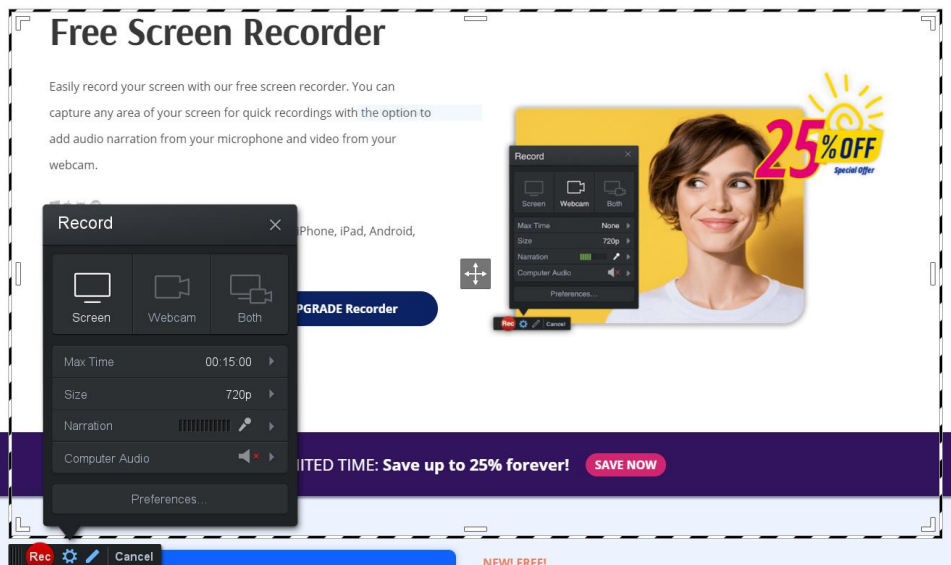 Free Screen Recorder
Easily record your screen with our free screen recorder. You can
capture any area of your screen for quick recordings with the option to
add audio narration from your microphone and video from your
webcam.
iPhone, iPad, Android,
PGRADE Recorder
Record
Screen Webcam Both
Max Time 00:15:00
Size 720p
Narration
Computer Audio
Preferences...
Rec Cancel
Record
Screen Webcam Both
Max Time None
Size 720p
Narration
Computer Audio
Preferences...
Rec Cancel
25% OFF
Special Offer
MITED TIME: Save up to 25% forever! SAVE NOW
NEW! FREE!